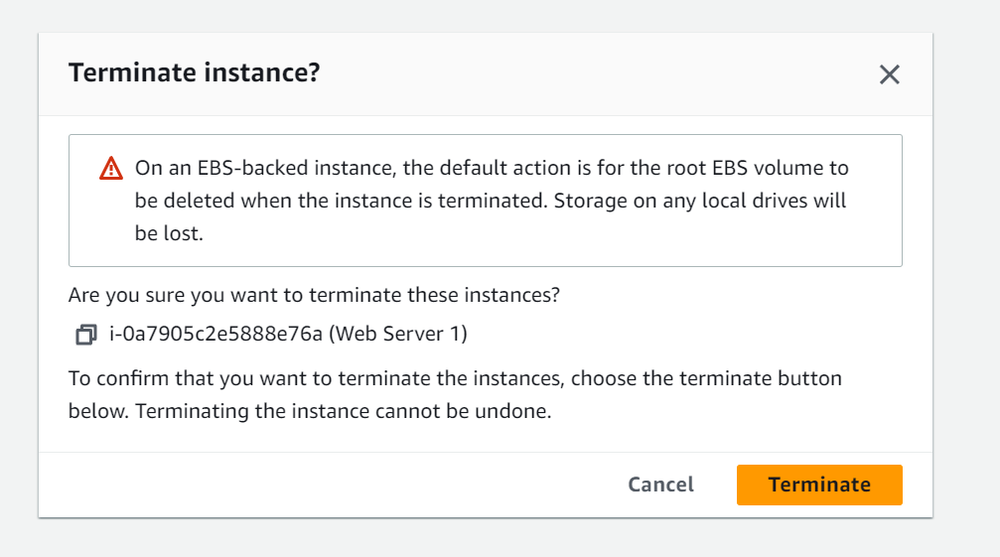 Terminate instance?
On an EBS-backed instance, the default action is for the root EBS volume to
be deleted when the instance is terminated. Storage on any local drives will
be lost.
Are you sure you want to terminate these instances?
i-0a7905c2e5888e76a (Web Server 1)
To confirm that you want to terminate the instances, choose the terminate button
below. Terminating the instance cannot be undone.
Cancel Terminate